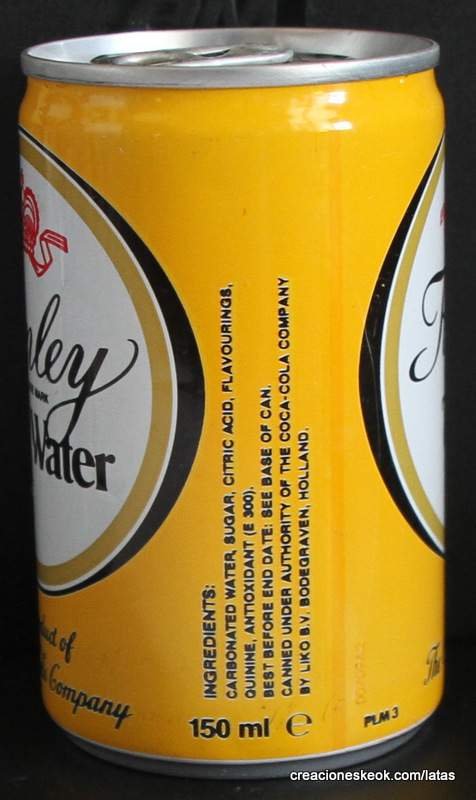 ley
MARK
Water
of
Company
INGREDIENTS:
CARBONATED WATER, SUGAR, CITRIC ACID, FLAVOURINGS,
QUININE, ANTIOXIDANT (E 300).
BEST BEFORE END DATE: SEE BASE OF CAN.
CANNED UNDER AUTHORITY OF THE COCA-COLA COMPANY
BY LIKO B.V. BODEGRAVEN, HOLLAND.
150 ml ℮
PLM 3
creacioneskeok.com/latas